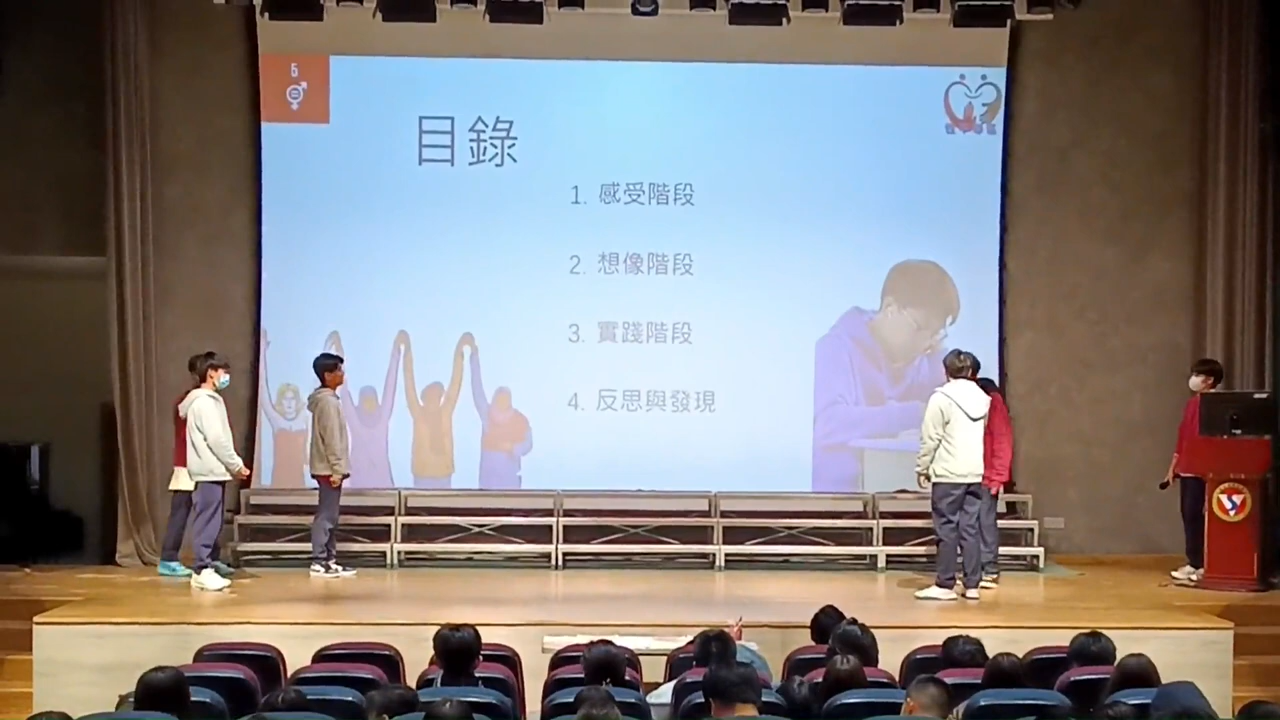 5
目錄
1. 感受階段
2. 想像階段
3. 實踐階段
4. 反思與發現